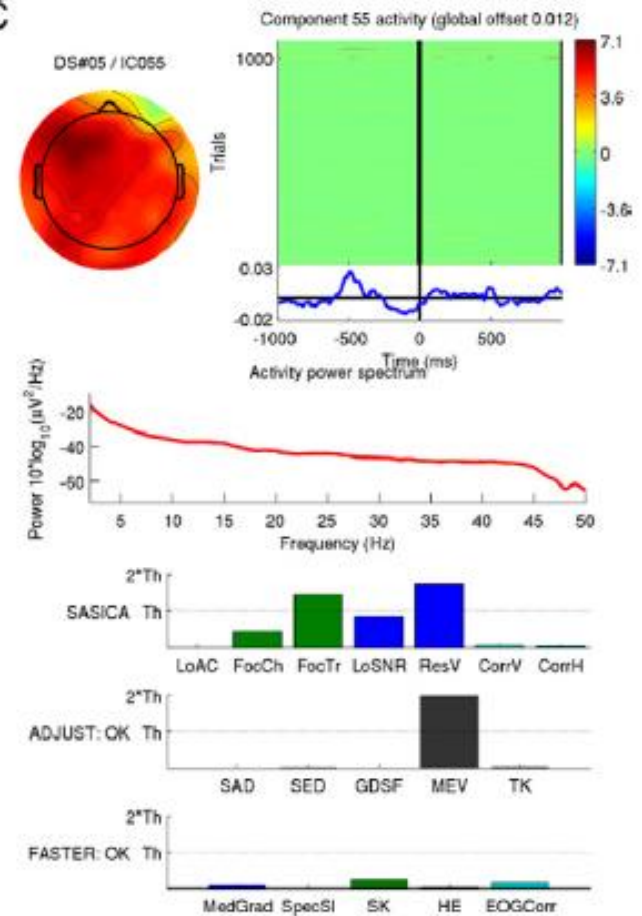 C
DS#05 / IC055
Component 55 activity (global offset 0.012)
Trials
1000
7.1
3.6
0
-3.6
-7.1
0.03
-0.02
-1000 -500 0 500
Time (ms)
Activity power spectrum
Power 10*log10(µV2/Hz)
-20
-40
-50
5 10 15 20 25 30 35 40 45 50
Frequency (Hz)
SASICA
2*Th
Th
LoAC FocCh FocTr LoSNR ResV CorrV CorrH
ADJUST: OK
2*Th
Th
SAD SED GDSF MEV TK
FASTER: OK
2*Th
Th
MedGrad SpecSl SK HE EOGCorr